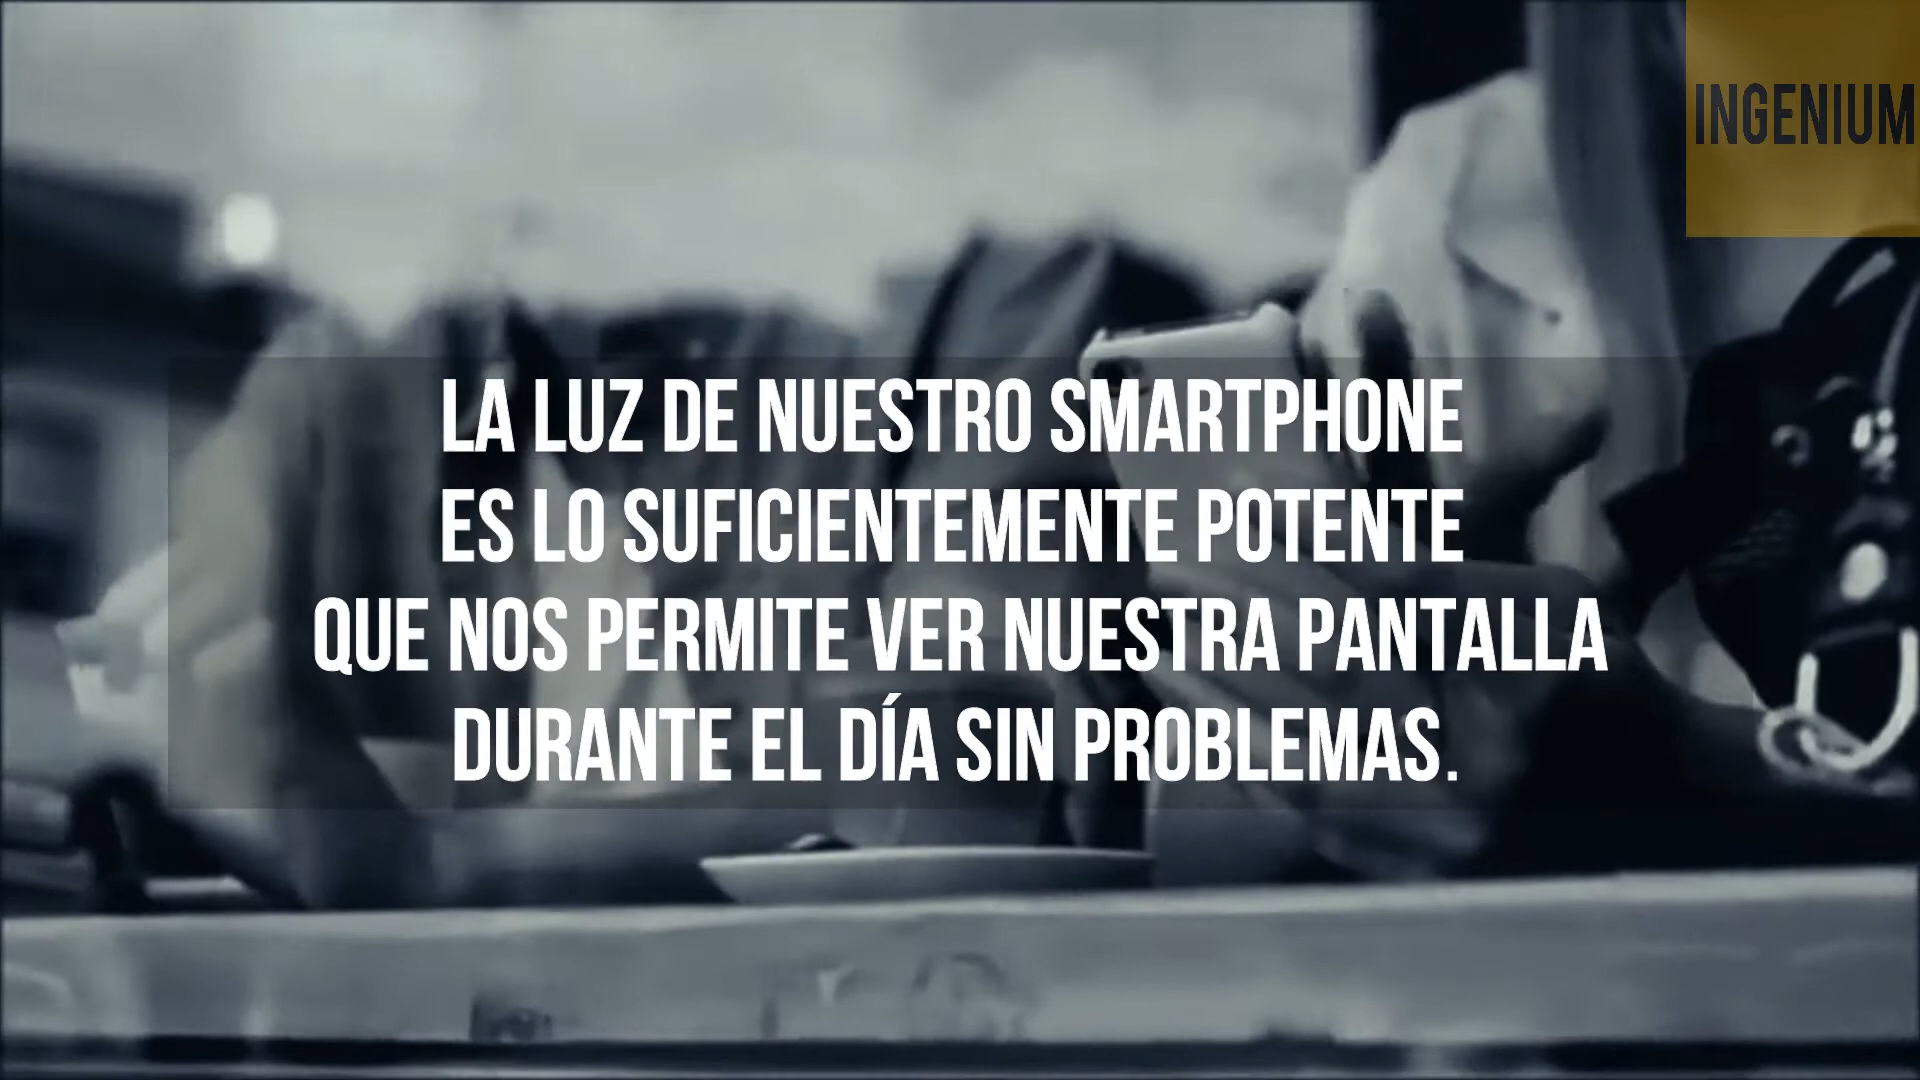 INGENIUM
LA LUZ DE NUESTRO SMARTPHONE
ES LO SUFICIENTEMENTE POTENTE
QUE NOS PERMITE VER NUESTRA PANTALLA
DURANTE EL DÍA SIN PROBLEMAS.